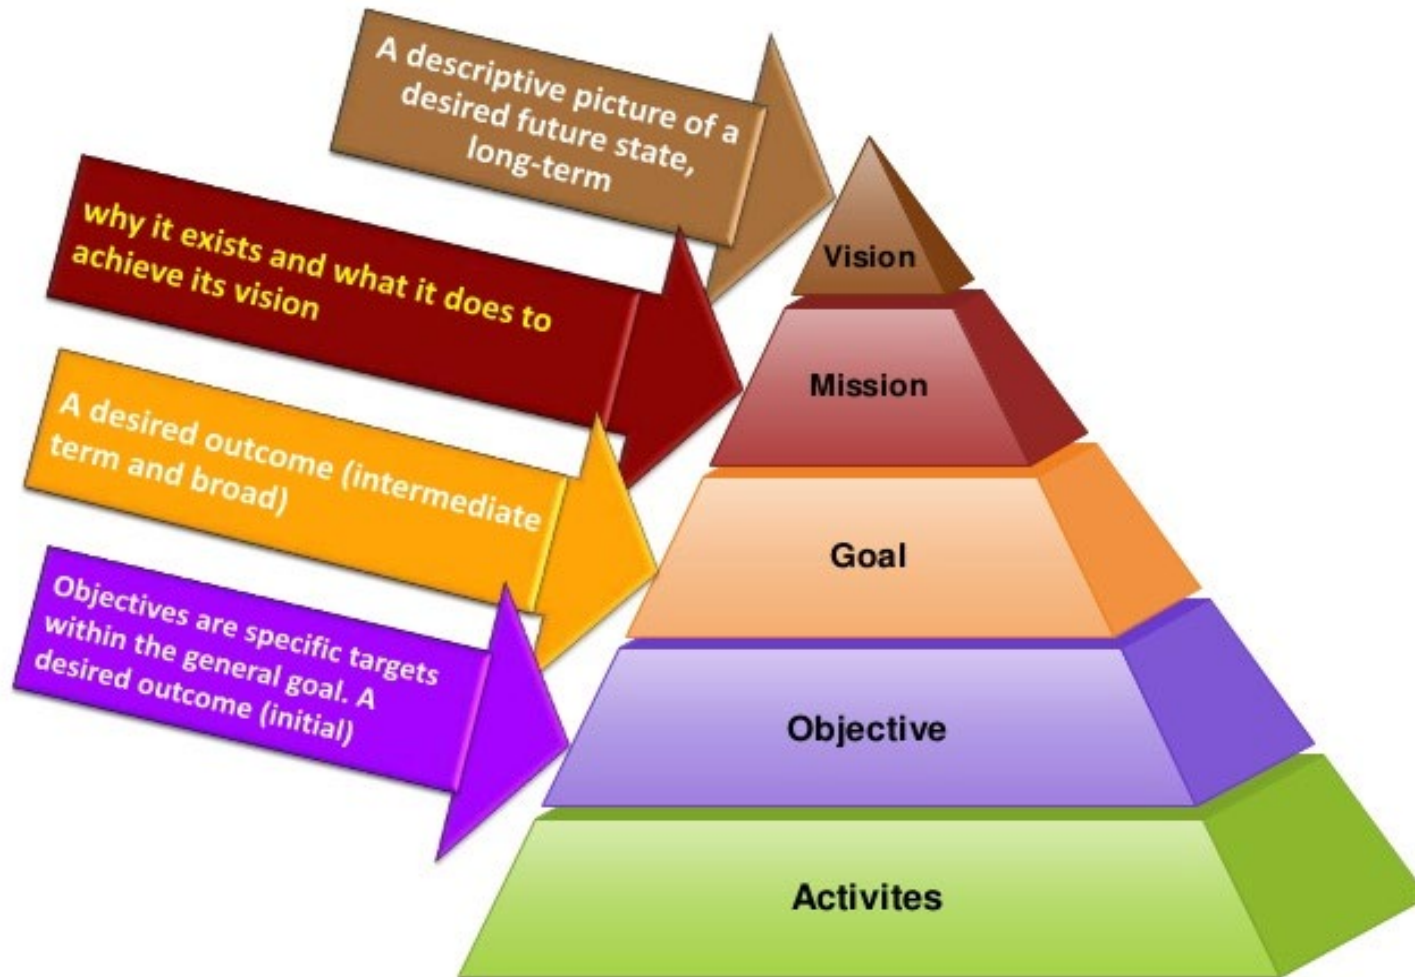 A descriptive picture of a
desired future state,
long-term
Vision
why it exists and what it does to
achieve its vision
Mission
A desired outcome (intermediate
term and broad)
Goal
Objectives are specific targets
within the general goal. A
desired outcome (initial)
Objective
Activites